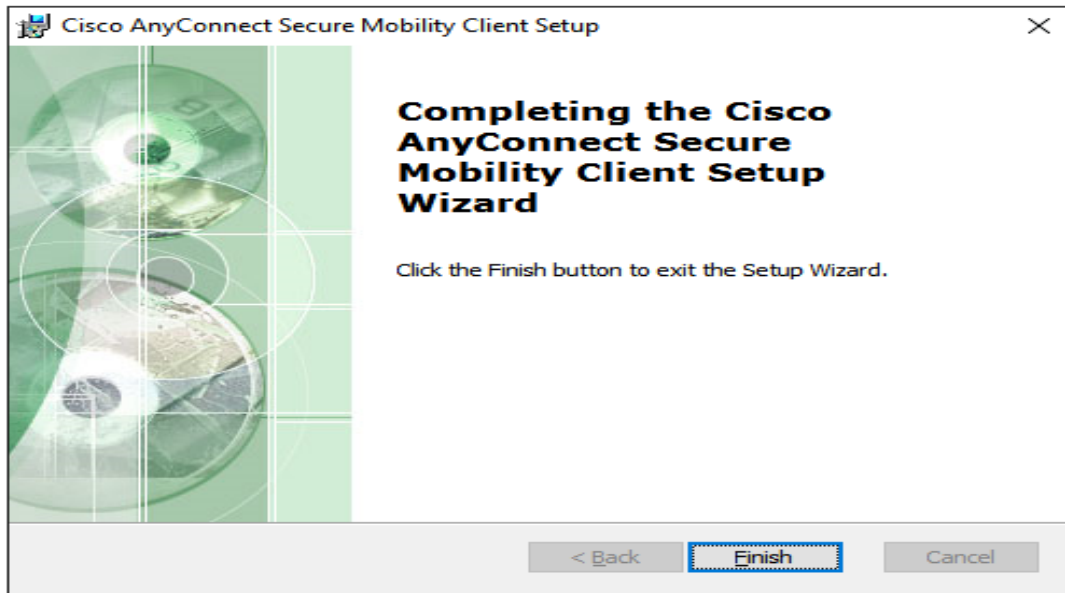 Cisco AnyConnect Secure Mobility Client Setup
Completing the Cisco
AnyConnect Secure
Mobility Client Setup
Wizard
Click the Finish button to exit the Setup Wizard.
< Back
Finish
Cancel